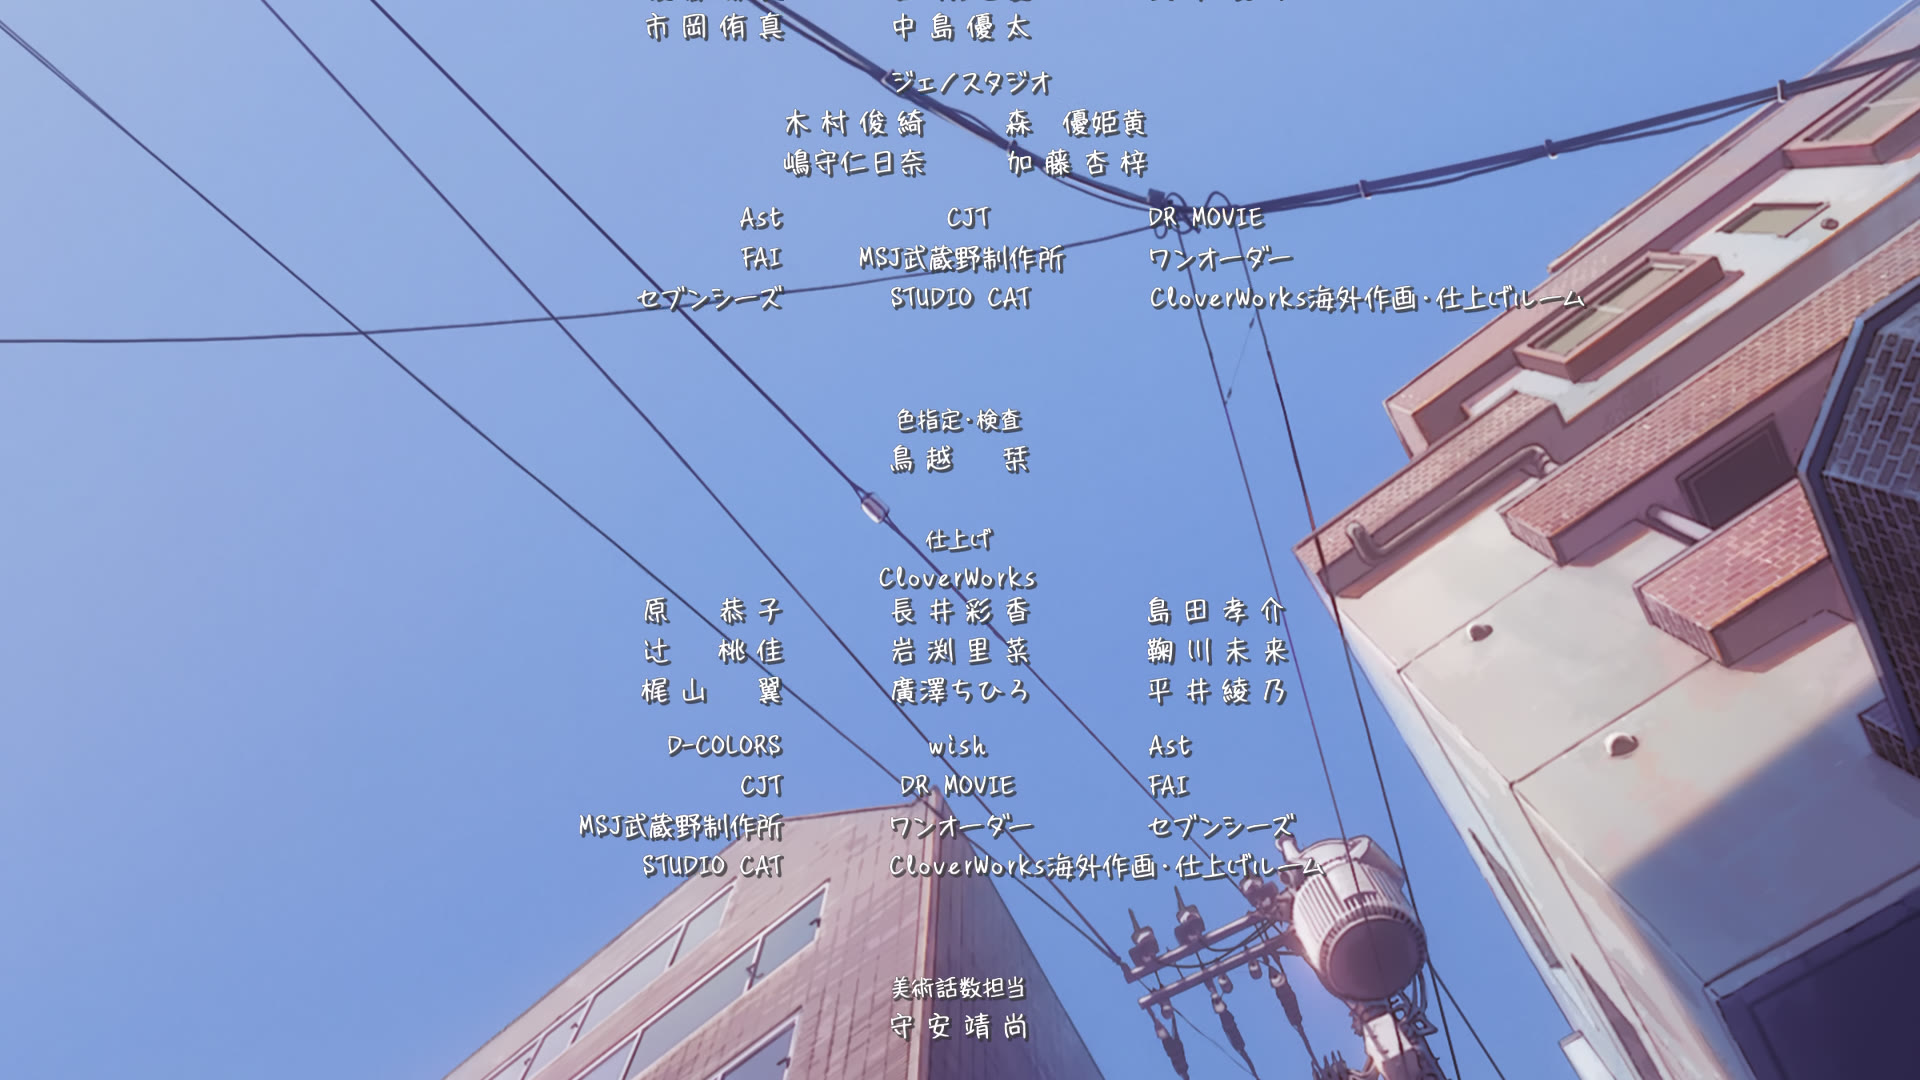 市岡侑真 中島優太
ジェノスタジオ
木村俊綺 森 優姫黄
嶋守仁日奈 加藤杏梓
Ast CJT DR MOVIE
FAI MSJ武蔵野制作所 ワンオーダー
セブンシーズ STUDIO CAT CloverWorks海外作画・仕上げルーム
色指定・検査
鳥越 栞
仕上げ
CloverWorks
原 恭子 長井彩香 島田孝介
辻 桃佳 岩渕里菜 鞠川未来
梶山 翼 廣澤ちひろ 平井綾乃
D-COLORS wish Ast
CJT DR MOVIE FAI
MSJ武蔵野制作所 ワンオーダー セブンシーズ
STUDIO CAT CloverWorks海外作画・仕上げルーム
美術話数担当
守安靖尚